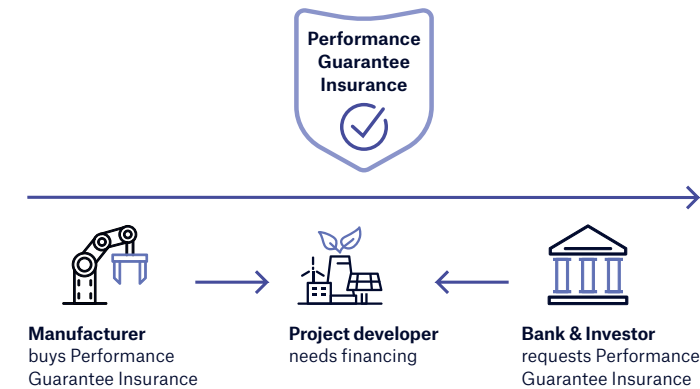 Performance
Guarantee
Insurance
Manufacturer
buys Performance
Guarantee Insurance
Project developer
needs financing
Bank & Investor
requests Performance
Guarantee Insurance